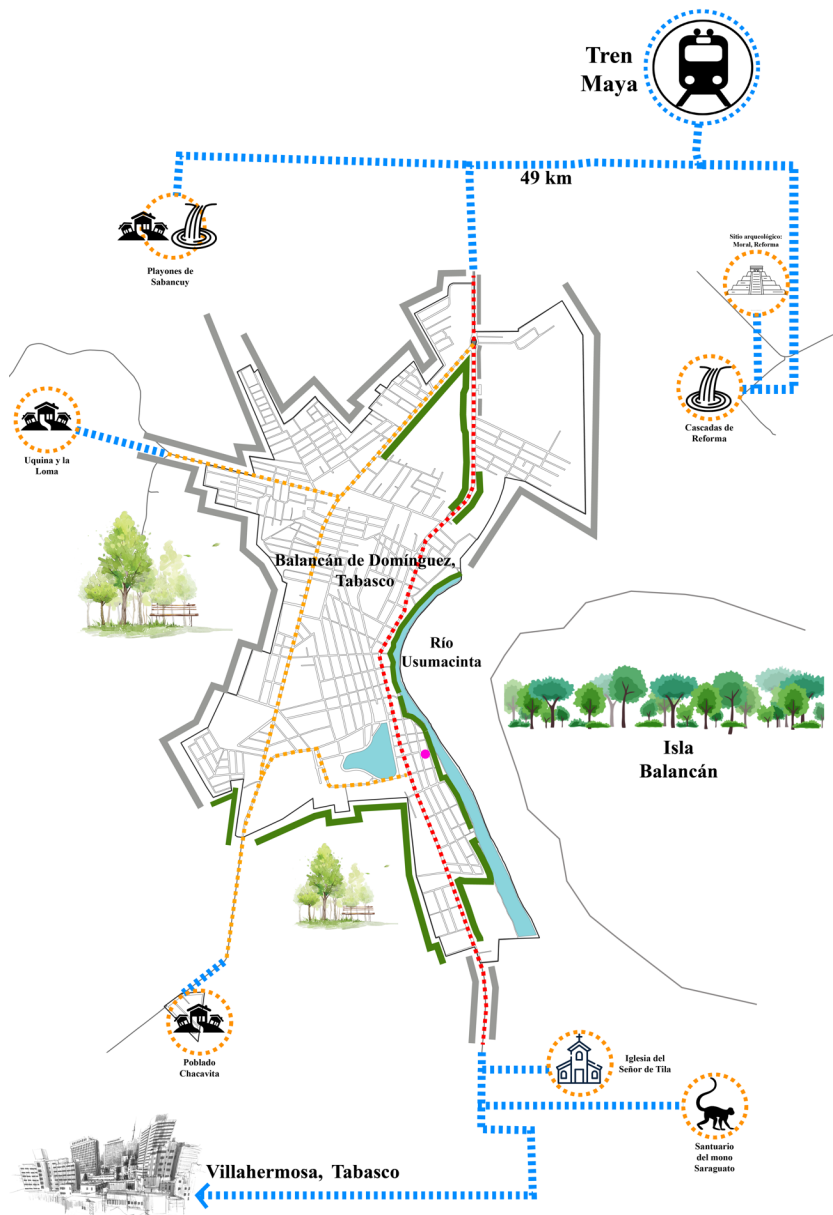 Tren
Maya
49 km
Playones de
Sabancuy
Sitio arqueológico:
Moral, Reforma
Cascadas de
Reforma
Uquina y la
Loma
Balancán de Domínguez,
Tabasco
Río
Usumacinta
Isla
Balancán
Poblado
Chacavita
Iglesia del
Señor de Tila
Santuario
del mono
Saraguato
Villahermosa, Tabasco